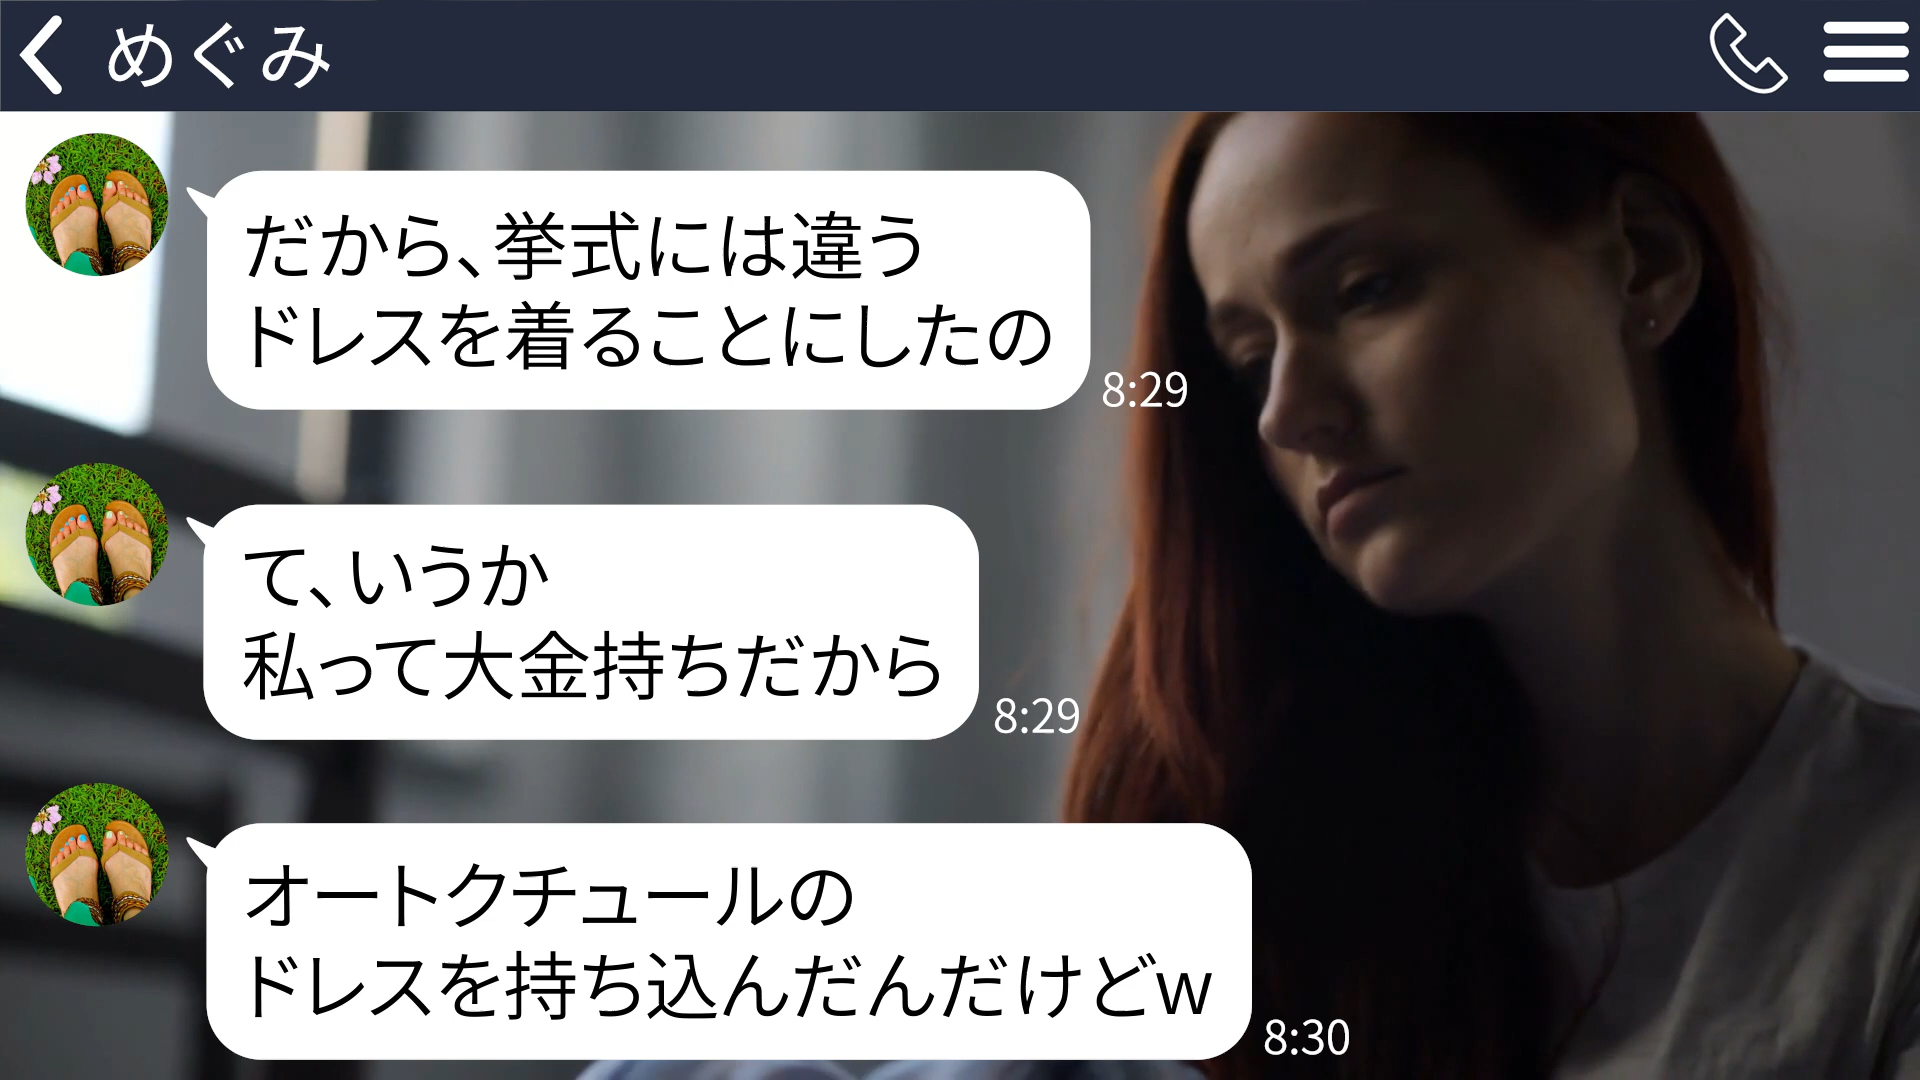 めぐみ
だから、挙式には違う
ドレスを着ることにしたの
8:29
て、いうか
私って大金持ちだから
8:29
オートクチュールの
ドレスを持ち込んだんだけどw
8:30